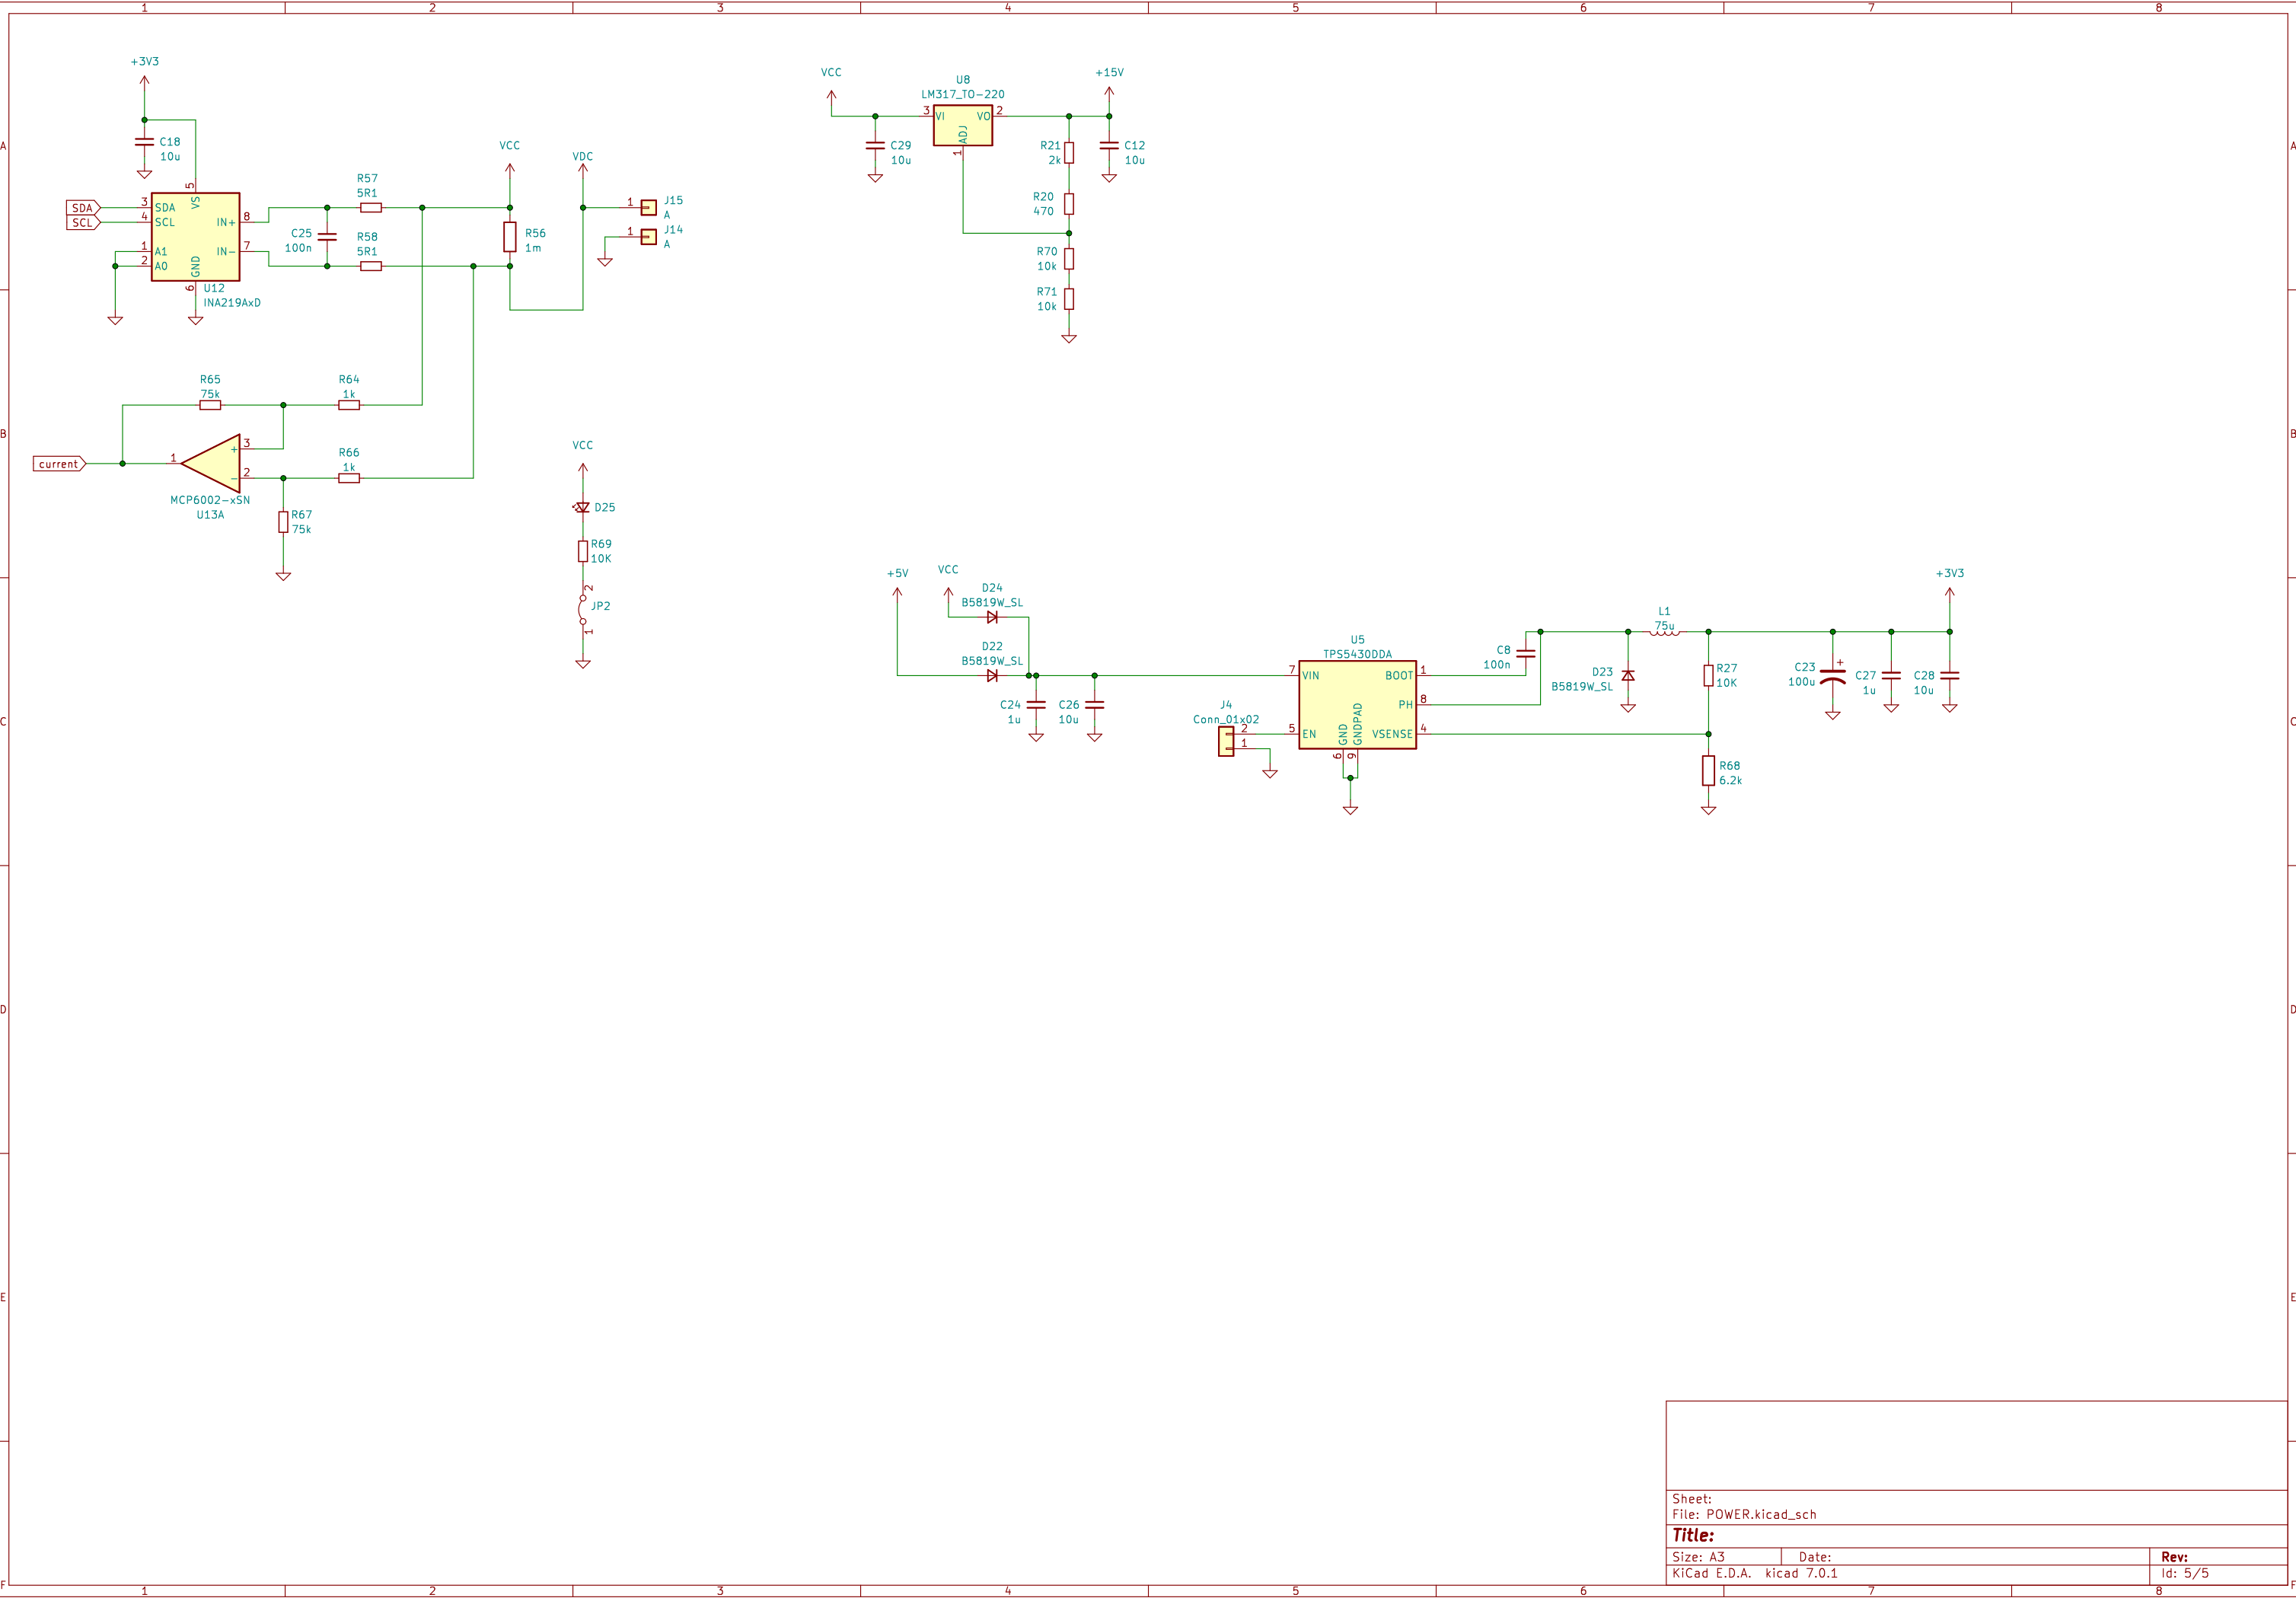 1 2 3 4 5 6 7 8
A
B
C
D
E
F
+3V3
C18
10u
SDA
SCL
3 SDA
4 SCL
1 A1
2 A0
5 VS
IN+ 8
IN- 7
GND 6
U12
INA219AxD
C25
100n
R57
5R1
R58
5R1
VCC
R56
1m
VDC
1 J15
A
1 J14
A
R65
75k
R64
1k
current
1
3 +
2 -
MCP6002-xSN
U13A
R66
1k
R67
75k
VCC
D25
R69
10K
2
JP2
1
VCC
C29
10u
U8
LM317_TO-220
3 VI
VO 2
ADJ
1
+15V
R21
2k
C12
10u
R20
470
R70
10k
R71
10k
+5V
VCC
D24
B5819W_SL
D22
B5819W_SL
C24
1u
C26
10u
J4
Conn_01x02
2
1
U5
TPS5430DDA
7 VIN
BOOT 1
PH 8
5 EN
VSENSE 4
GND
GNDPAD
6
9
C8
100n
D23
B5819W_SL
L1
75u
R27
10K
R68
6.2k
C23
100u
+
C27
1u
C28
10u
+3V3
Sheet:
File: POWER.kicad_sch
Title:
Size: A3 Date: Rev:
KiCad E.D.A. kicad 7.0.1 Id: 5/5
1 2 3 4 5 6 7 8
A
B
C
D
E
F